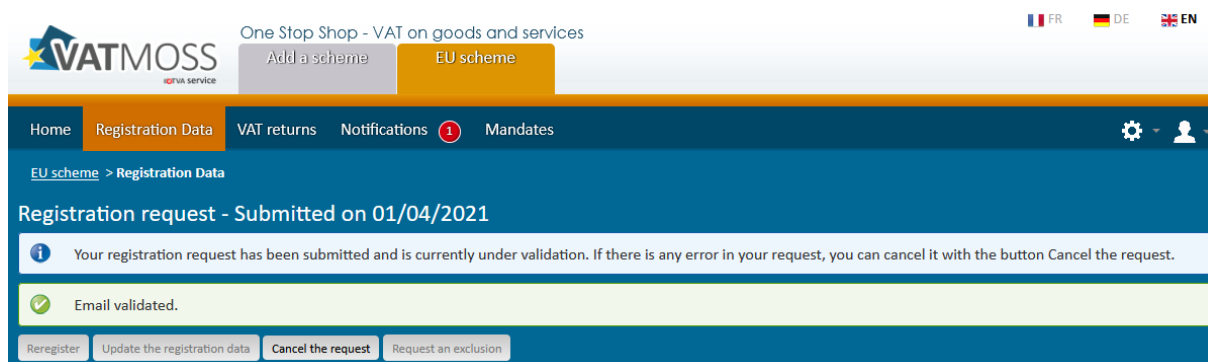 FR DE EN
VATMOSS
eTVA service
One Stop Shop - VAT on goods and services
Add a scheme EU scheme
Home Registration Data VAT returns Notifications 1 Mandates
EU scheme > Registration Data
Registration request - Submitted on 01/04/2021
Your registration request has been submitted and is currently under validation. If there is any error in your request, you can cancel it with the button Cancel the request.
Email validated.
Reregister Update the registration data Cancel the request Request an exclusion